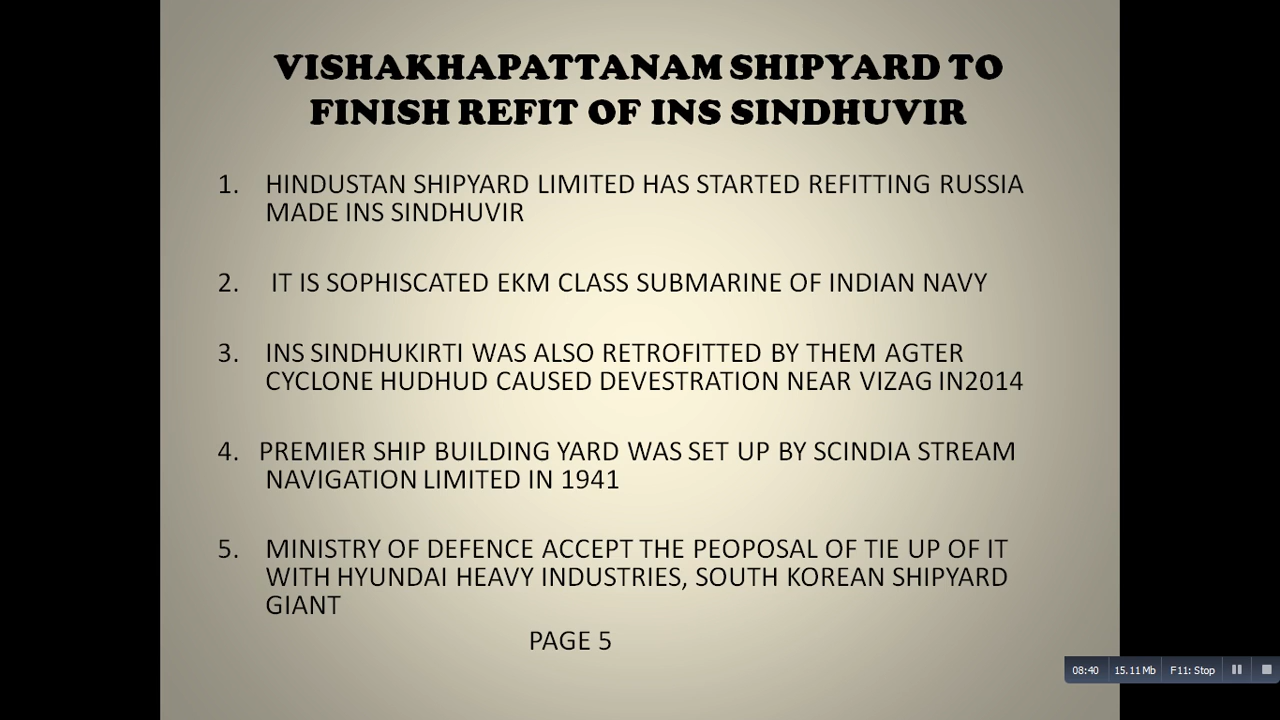 VISHAKHAPATTANAM SHIPYARD TO
FINISH REFIT OF INS SINDHUVIR
1. HINDUSTAN SHIPYARD LIMITED HAS STARTED REFITTING RUSSIA
MADE INS SINDHUVIR
2. IT IS SOPHISCATED EKM CLASS SUBMARINE OF INDIAN NAVY
3. INS SINDHUKIRTI WAS ALSO RETROFITTED BY THEM AGTER
CYCLONE HUDHUD CAUSED DEVESTRATION NEAR VIZAG IN2014
4. PREMIER SHIP BUILDING YARD WAS SET UP BY SCINDIA STREAM
NAVIGATION LIMITED IN 1941
5. MINISTRY OF DEFENCE ACCEPT THE PEOPOSAL OF TIE UP OF IT
WITH HYUNDAI HEAVY INDUSTRIES, SOUTH KOREAN SHIPYARD
GIANT
PAGE 5
08:40 15.11 Mb F11: Stop